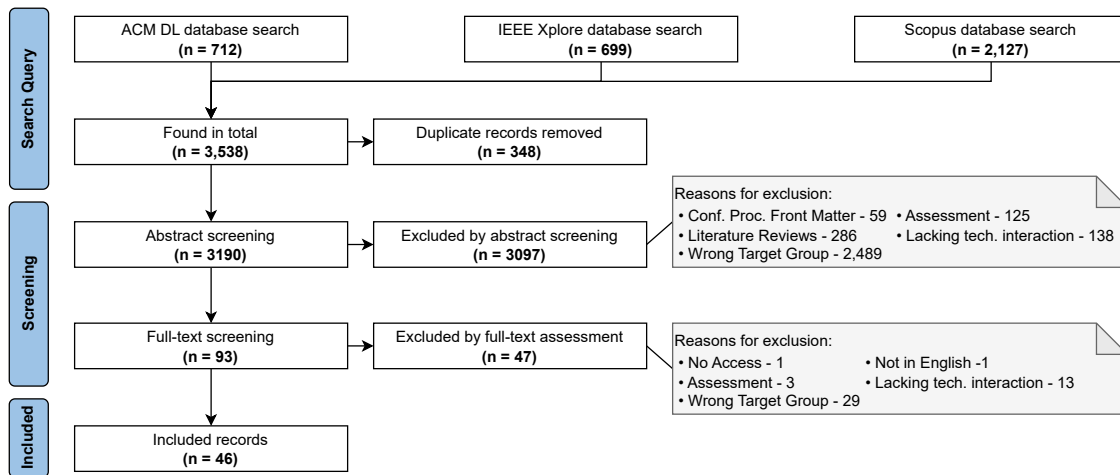 Search Query
ACM DL database search
(n = 712)
IEEE Xplore database search
(n = 699)
Scopus database search
(n = 2,127)
Found in total
(n = 3,538)
Duplicate records removed
(n = 348)
Screening
Abstract screening
(n = 3190)
Excluded by abstract screening
(n = 3097)
Reasons for exclusion:
• Conf. Proc. Front Matter - 59 • Assessment - 125
• Literature Reviews - 286 • Lacking tech. interaction - 138
• Wrong Target Group - 2,489
Full-text screening
(n = 93)
Excluded by full-text assessment
(n = 47)
Reasons for exclusion:
• No Access - 1 • Not in English -1
• Assessment - 3 • Lacking tech. interaction - 13
• Wrong Target Group - 29
Included
Included records
(n = 46)